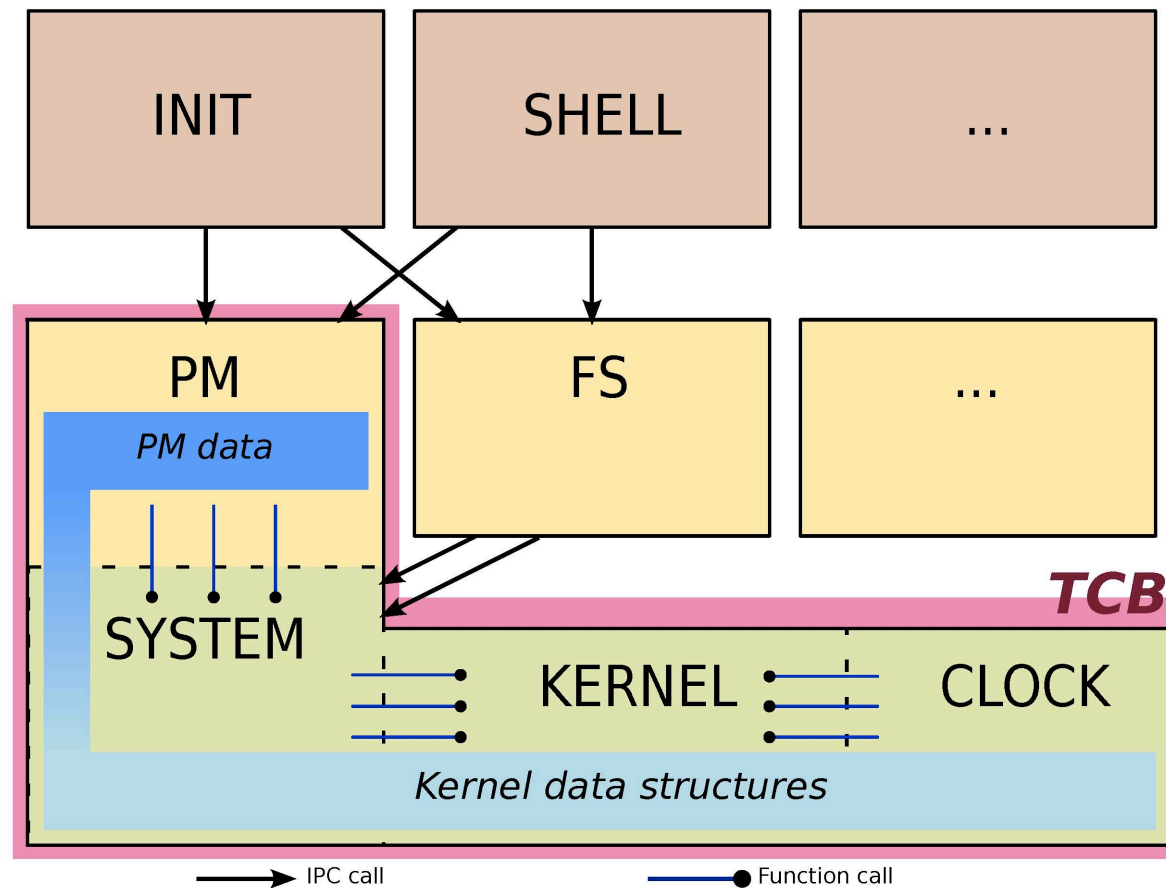 INIT
SHELL
...
PM
FS
...
PM data
TCB
SYSTEM
KERNEL
CLOCK
Kernel data structures
IPC call
Function call